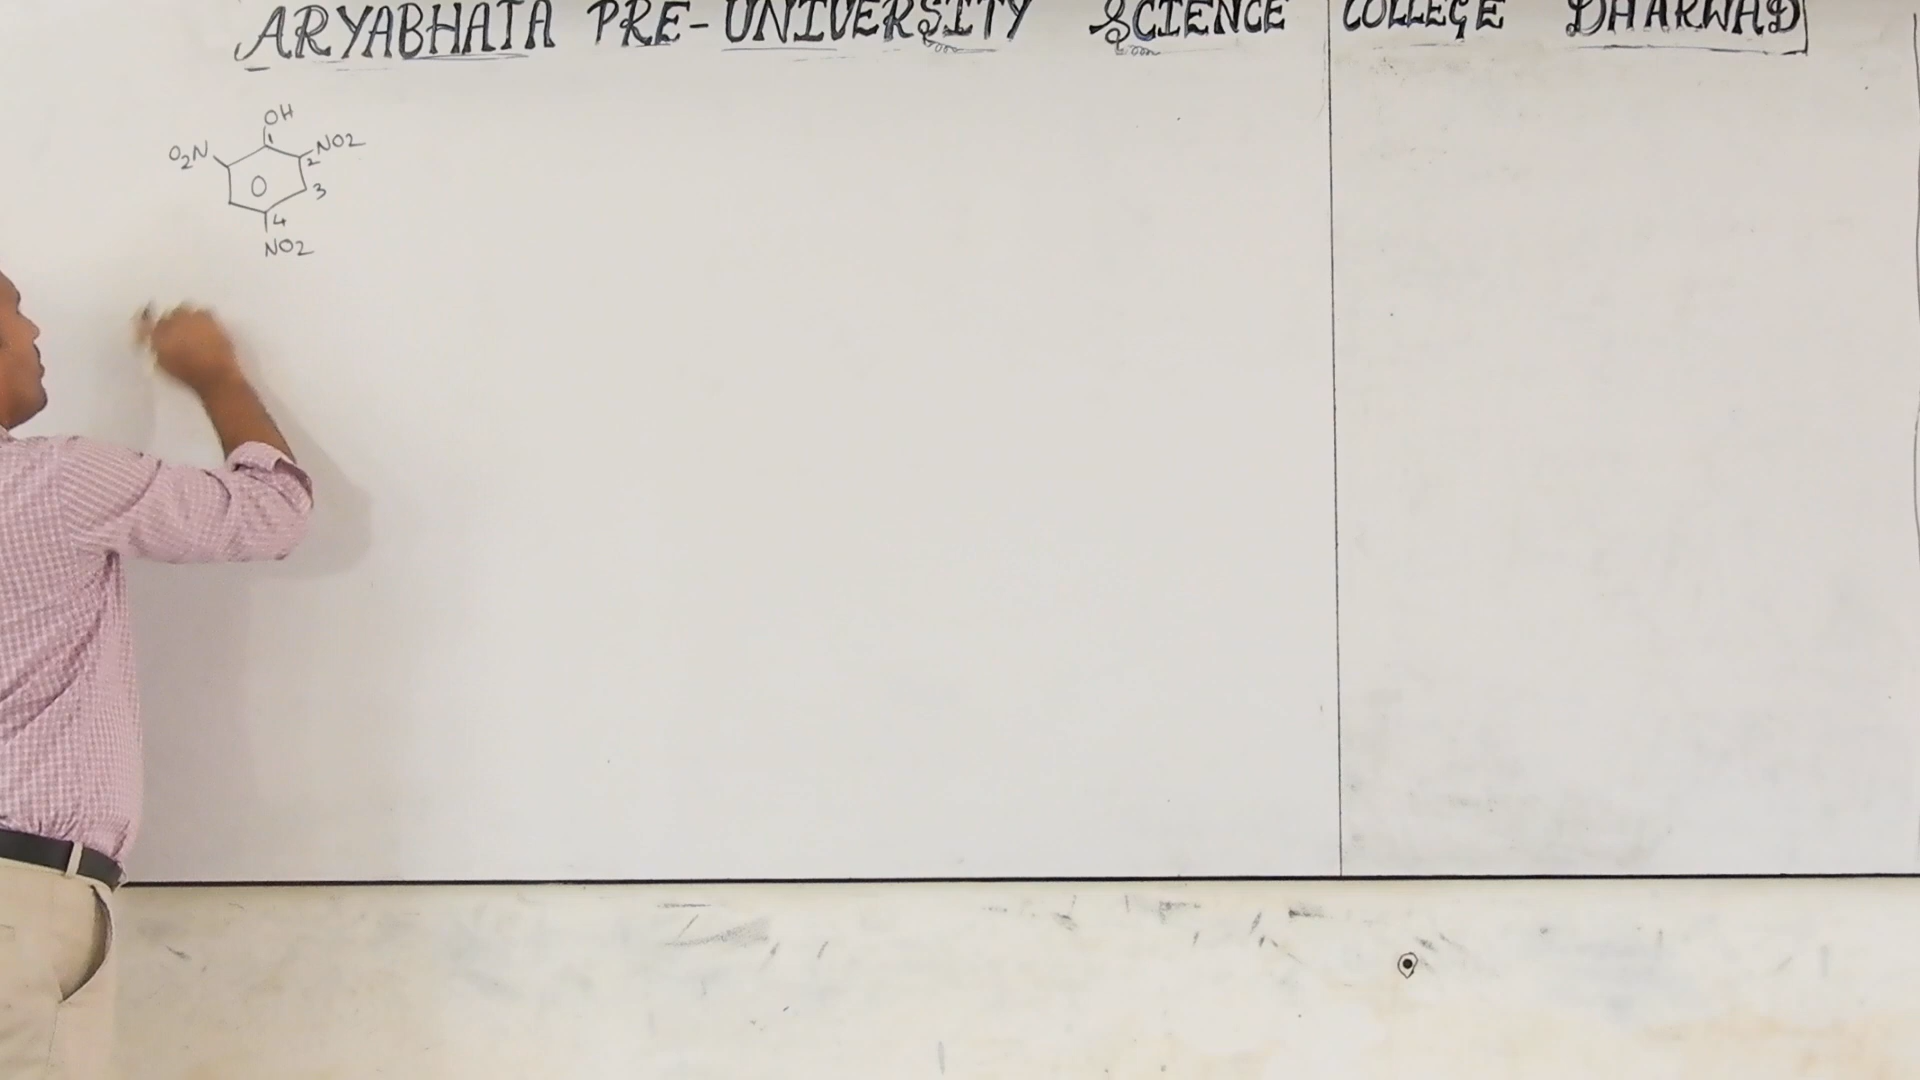 ARYABHATA PRE-UNIVERSITY SCIENCE COLLEGE DHARWAD
OH
O2N
1
NO2
2
3
4
NO2